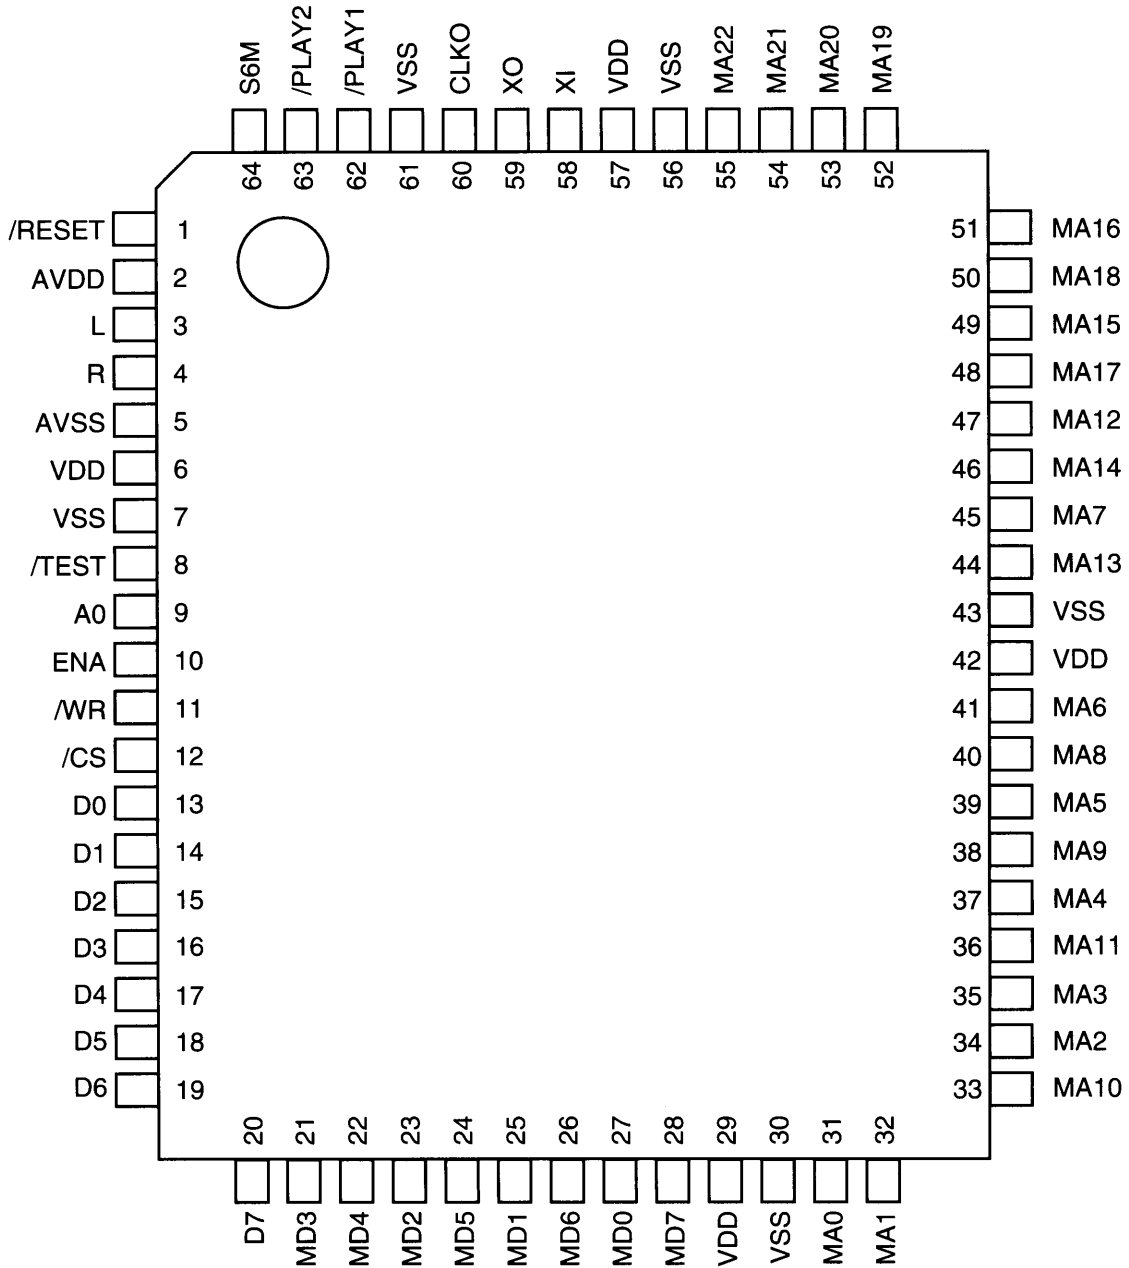 S6M /PLAY2 /PLAY1 VSS CLKO XO XI VDD VSS MA22 MA21 MA20 MA19
64 63 62 61 60 59 58 57 56 55 54 53 52
/RESET 1 51 MA16
AVDD 2 50 MA18
L 3 49 MA15
R 4 48 MA17
AVSS 5 47 MA12
VDD 6 46 MA14
VSS 7 45 MA7
/TEST 8 44 MA13
A0 9 43 VSS
ENA 10 42 VDD
/WR 11 41 MA6
/CS 12 40 MA8
D0 13 39 MA5
D1 14 38 MA9
D2 15 37 MA4
D3 16 36 MA11
D4 17 35 MA3
D5 18 34 MA2
D6 19 33 MA10
20 21 22 23 24 25 26 27 28 29 30 31 32
D7 MD3 MD4 MD2 MD5 MD1 MD6 MD0 MD7 VDD VSS MA0 MA1